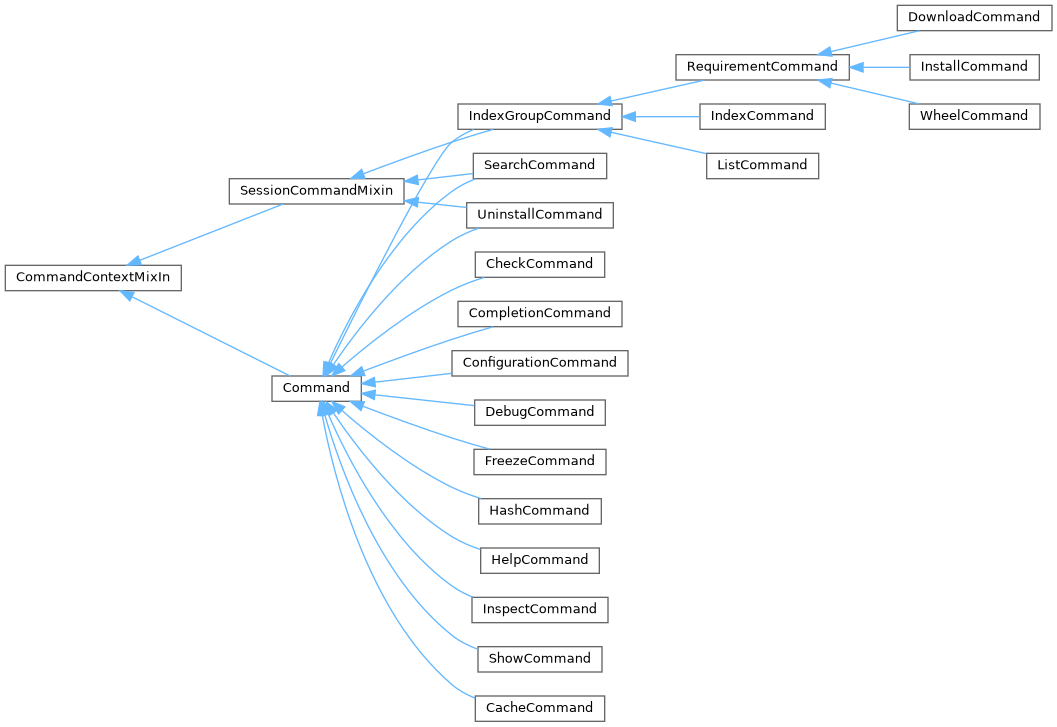 DownloadCommand
RequirementCommand
InstallCommand
IndexGroupCommand
IndexCommand
WheelCommand
SearchCommand
ListCommand
SessionCommandMixin
UninstallCommand
CheckCommand
CommandContextMixIn
CompletionCommand
ConfigurationCommand
Command
DebugCommand
FreezeCommand
HashCommand
HelpCommand
InspectCommand
ShowCommand
CacheCommand